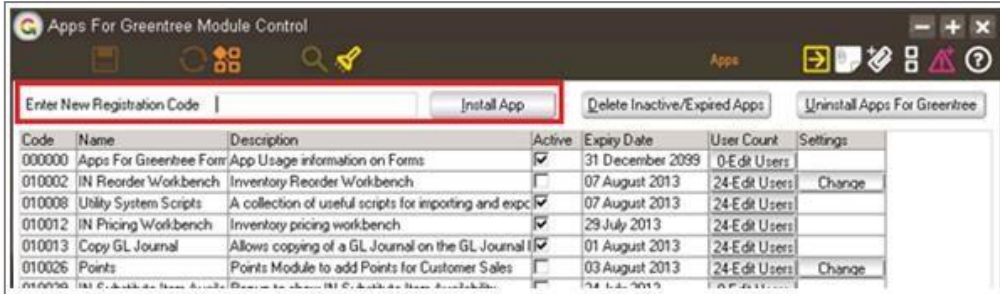 Apps For Greentree Module Control
Apps
Enter New Registration Code Install App Delete Inactive/Expired Apps Uninstall Apps For Greentree
Code Name Description Active Expiry Date User Count Settings
000000 Apps For Greentree Form App Usage information on Forms 31 December 2099 0-Edit Users
010002 IN Reorder Workbench Inventory Reorder Workbench 07 August 2013 24-Edit Users Change
010008 Utility System Scripts A collection of useful scripts for importing and expc 07 August 2013 24-Edit Users
010012 IN Pricing Workbench Inventory pricing workbench 29 July 2013 24-Edit Users
010013 Copy GL Journal Allows copying of a GL Journal on the GL Journal I 01 August 2013 24-Edit Users
010026 Points Points Module to add Points for Customer Sales 03 August 2013 24-Edit Users Change